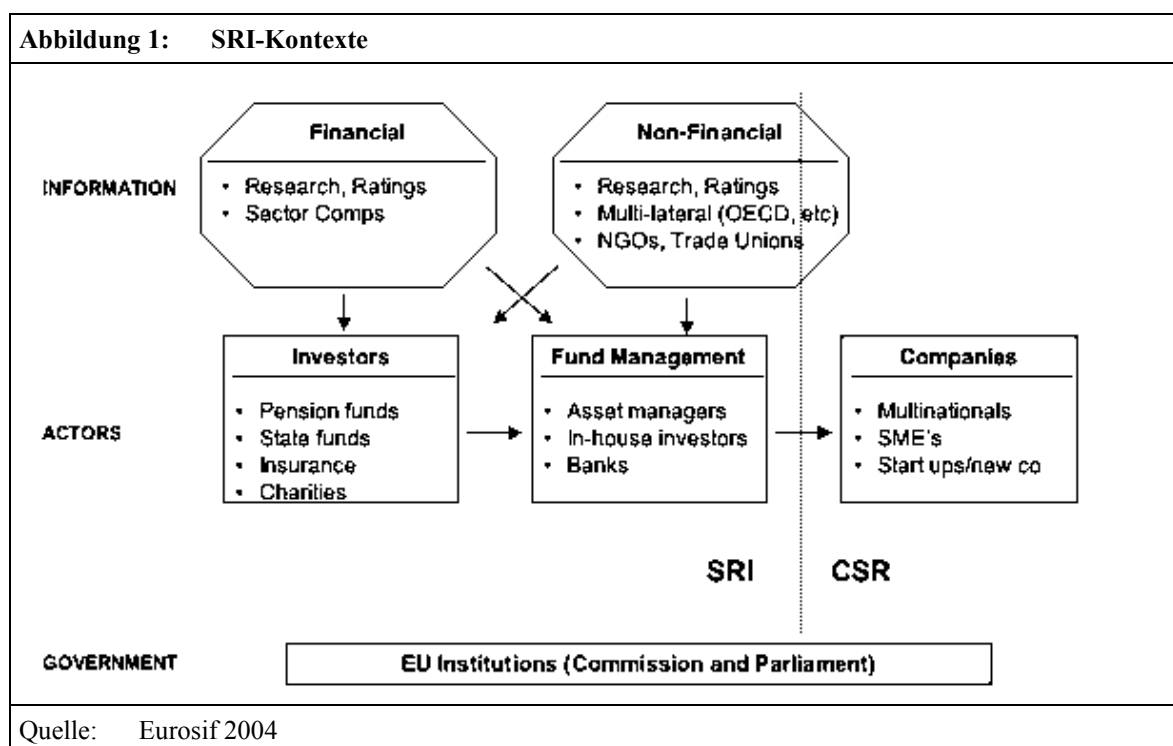 Abbildung 1: SRI-Kontexte
Financial
Non-Financial
INFORMATION
• Research, Ratings
• Sector Comps
• Research, Ratings
• Multi-lateral (OECD, etc)
• NGOs, Trade Unions
Investors
Fund Management
Companies
ACTORS
• Pension funds
• State funds
• Insurance
• Charities
• Asset managers
• In-house investors
• Banks
• Multinationals
• SME's
• Start ups/new co
SRI
CSR
GOVERNMENT
EU Institutions (Commission and Parliament)
Quelle: Eurosif 2004